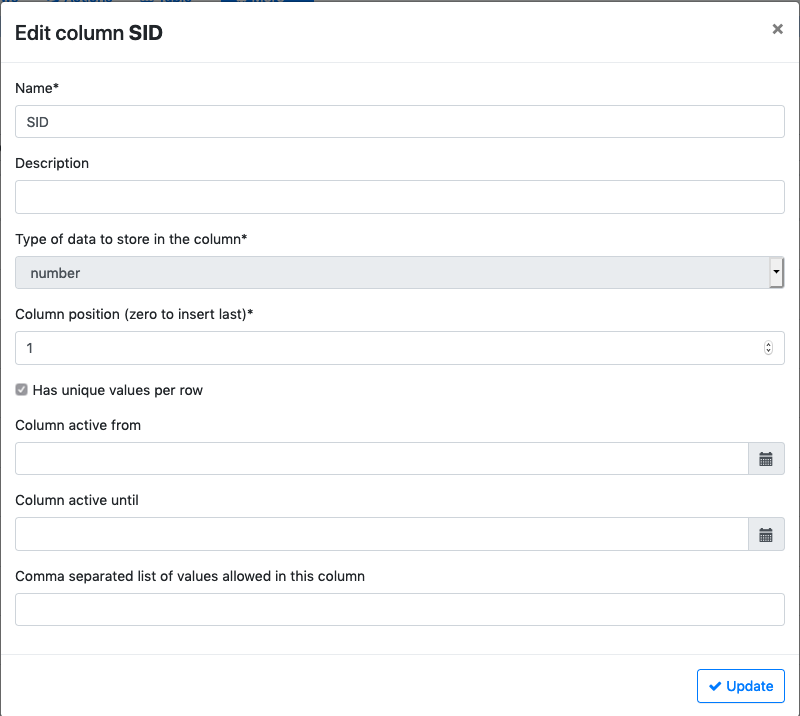 Edit column SID
×
Name*
SID
Description
Type of data to store in the column*
number
Column position (zero to insert last)*
1
Has unique values per row
Column active from
Column active until
Comma separated list of values allowed in this column
Update